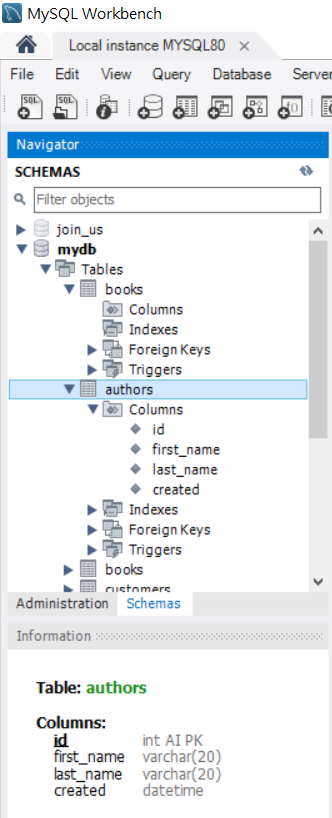 MySQL Workbench
Local instance MYSQL80
File Edit View Query Database Server
SCHEMAS
Navigator
Filter objects
join_us
mydb
Tables
books
Columns
Indexes
Foreign Keys
Triggers
authors
Columns
id
first_name
last_name
created
Indexes
Foreign Keys
Triggers
books
customers
Administration Schemas
Information
Table: authors
Columns:
id int AI PK
first_name varchar(20)
last_name varchar(20)
created datetime